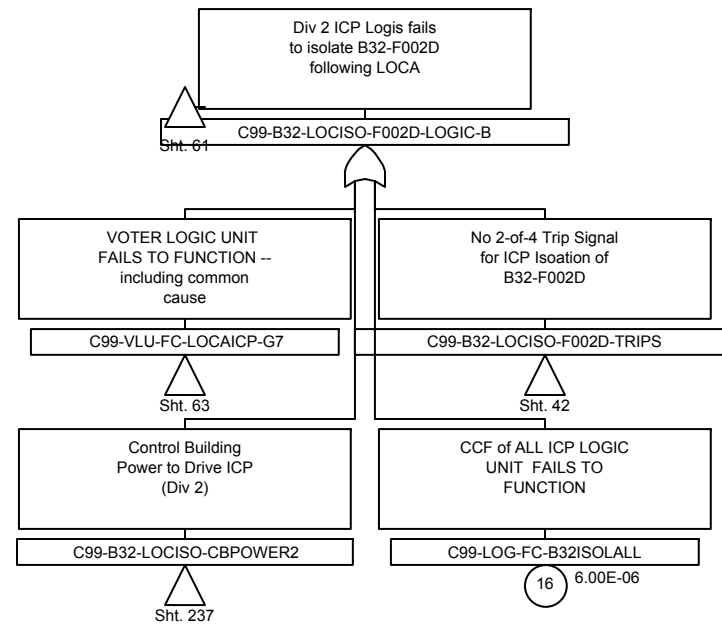 Div 2 ICP Logis fails
to isolate B32-F002D
following LOCA
Sht. 61
C99-B32-LOCISO-F002D-LOGIC-B
VOTER LOGIC UNIT
FAILS TO FUNCTION --
including common
cause
C99-VLU-FC-LOCAICP-G7
Sht. 63
No 2-of-4 Trip Signal
for ICP Isoation of
B32-F002D
C99-B32-LOCISO-F002D-TRIPS
Sht. 42
Control Building
Power to Drive ICP
(Div 2)
C99-B32-LOCISO-CBPOWER2
Sht. 237
CCF of ALL ICP LOGIC
UNIT FAILS TO
FUNCTION
C99-LOG-FC-B32ISOLALL
16
6.00E-06